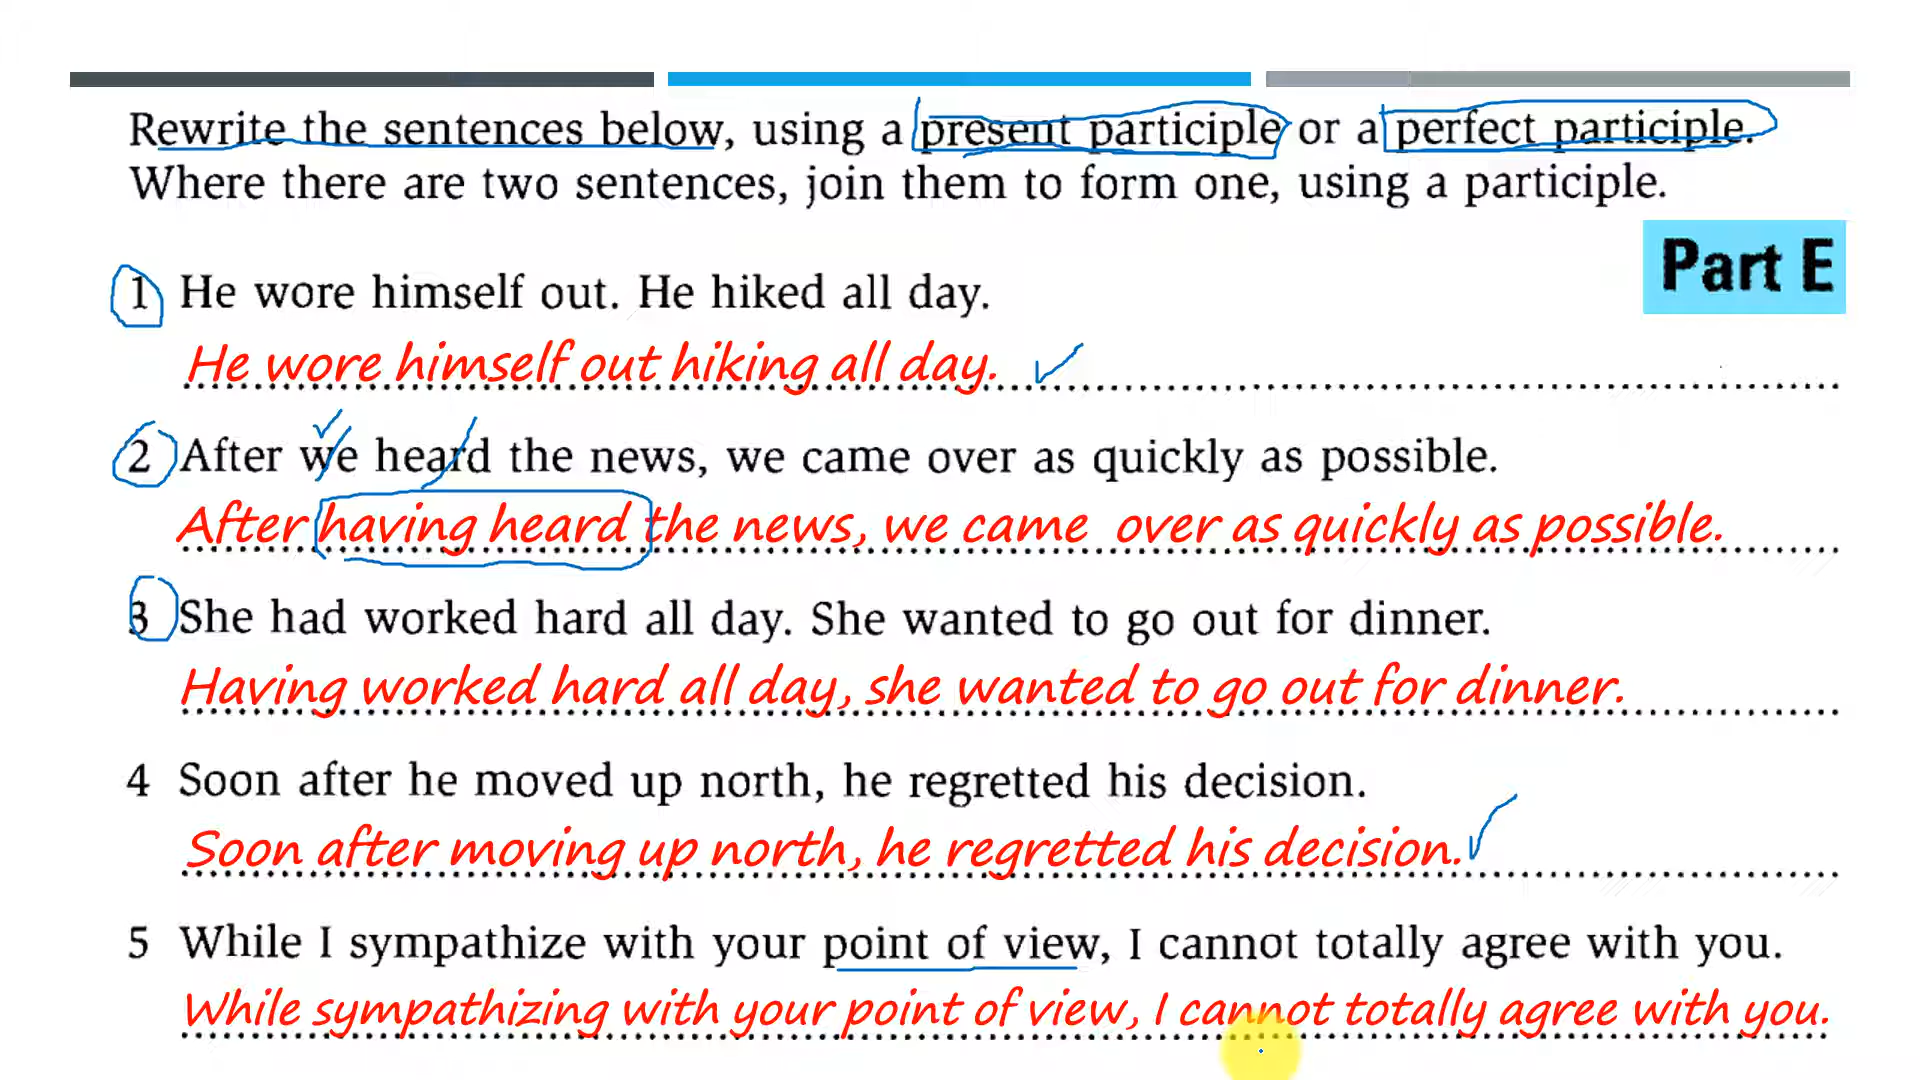 Rewrite the sentences below, using a present participle or a perfect participle.
Where there are two sentences, join them to form one, using a participle.
Part E
1 He wore himself out. He hiked all day.
He wore himself out hiking all day.
2 After we heard the news, we came over as quickly as possible.
After having heard the news, we came over as quickly as possible.
3 She had worked hard all day. She wanted to go out for dinner.
Having worked hard all day, she wanted to go out for dinner.
4 Soon after he moved up north, he regretted his decision.
Soon after moving up north, he regretted his decision.
5 While I sympathize with your point of view, I cannot totally agree with you.
While sympathizing with your point of view, I cannot totally agree with you.